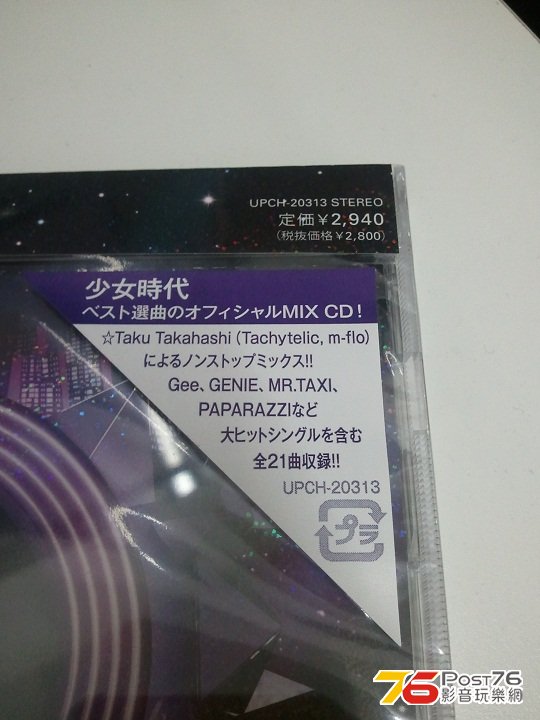 UPCH-20313 STEREO
定価¥2,940
(税抜価格¥2,800)
少女時代
ベスト選曲のオフィシャルMIX CD!
☆Taku Takahashi (Tachytelic, m-flo)
によるノンストップミックス!!
Gee、GENIE、MR.TAXI、
PAPARAZZIなど
大ヒットシングルを含む
全21曲収録!!
UPCH-20313
プラ
76 Post76
影音玩樂網